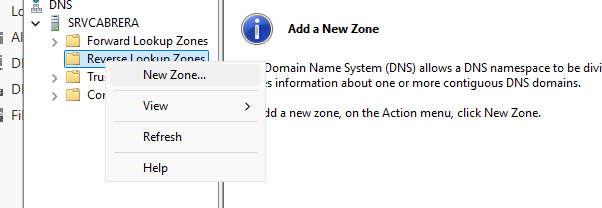 DNS
SRVCABRERA
Forward Lookup Zones
Reverse Lookup Zones
Tru
Co
New Zone...
View
Refresh
Help
Add a New Zone
Domain Name System (DNS) allows a DNS namespace to be divi
es information about one or more contiguous DNS domains.
dd a new zone, on the Action menu, click New Zone.
Lo
Al
D
D
Fil